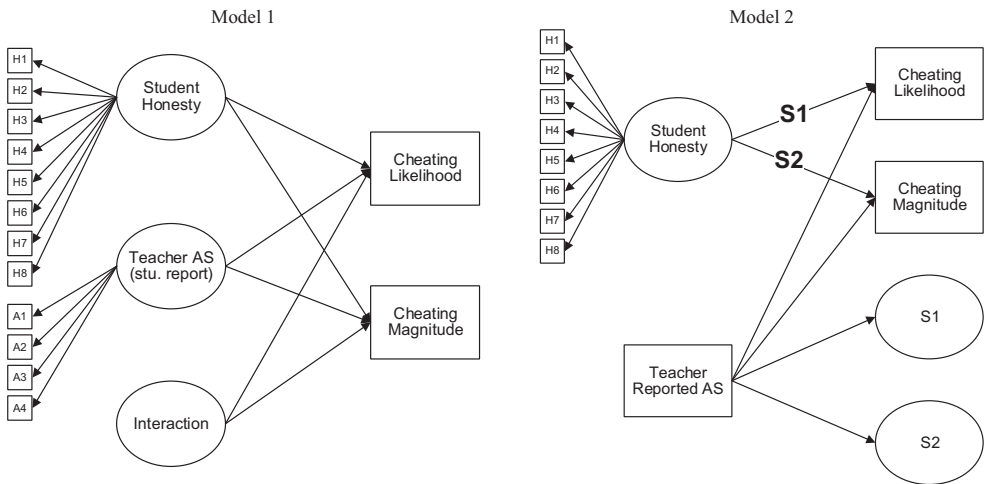 Model 1
H1
H2
H3
H4
H5
H6
H7
H8
A1
A2
A3
A4
Student
Honesty
Teacher AS
(stu. report)
Interaction
Cheating
Likelihood
Cheating
Magnitude
Model 2
H1
H2
H3
H4
H5
H6
H7
H8
Student
Honesty
S1
S2
Teacher
Reported AS
Cheating
Likelihood
Cheating
Magnitude
S1
S2